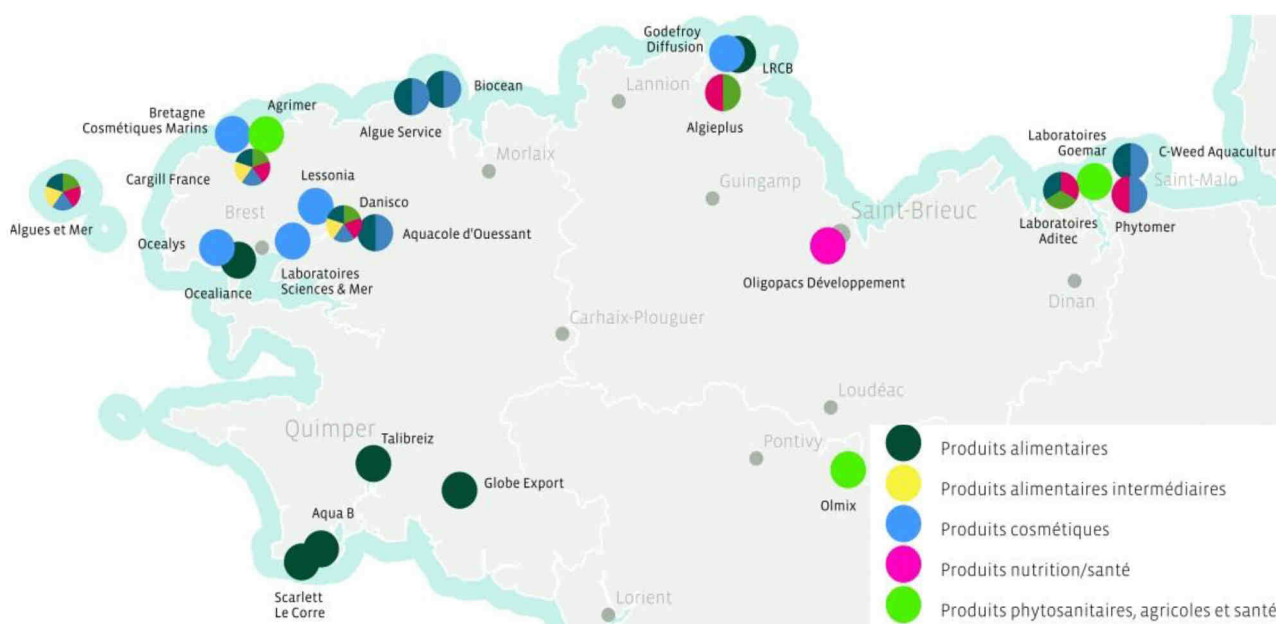 Godefroy
Diffusion
LRCB
Lannion
Algieplus
Biocean
Algue Service
Agrimer
Bretagne
Cosmétiques Marins
Cargill France
Morlaix
Lessonia
Danisco
Brest
Algues et Mer
Ocealys
Aquacole d'Ouessant
Laboratoires
Sciences & Mer
Ocealiance
Guingamp
Saint-Brieuc
Oligopacs Développement
Laboratoires
Goemar
C-Weed Aquacultur
Saint-Malo
Laboratoires
Aditec
Phytomer
Dinan
Carhaix-Plouguer
Loudéac
Quimper
Talibreiz
Pontivy
Globe Export
Olmix
Aqua B
Scarlett
Le Corre
Lorient
Produits alimentaires
Produits alimentaires intermédiaires
Produits cosmétiques
Produits nutrition/santé
Produits phytosanitaires, agricoles et santé